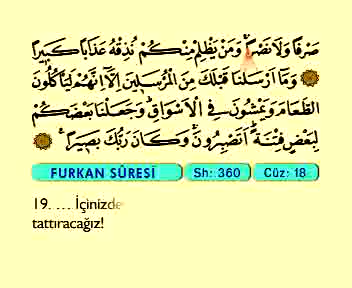 صَرْفًا وَلَا نَصْرًاۚ وَمَنْ يَظْلِمْ مِنْكُمْ نُذِقْهُ عَذَابًا كَبِيرًا
وَمَٓا اَرْسَلْنَا قَبْلَكَ مِنَ الْمُرْسَلِينَ اِلَّٓا اِنَّهُمْ لَيَأْكُلُونَ
الطَّعَامَ وَيَمْشُونَ فِي الْاَسْوَاقِۜ وَجَعَلْنَا بَعْضَكُمْ
لِبَعْضٍ فِتْنَةًۜ اَتَصْبِرُونَۚ وَكَانَ رَبُّكَ بَصِيرًا۟
FURKAN SÛRESİ Sh: 360 Cüz: 18
19. ... İçinizde
tattıracağız!